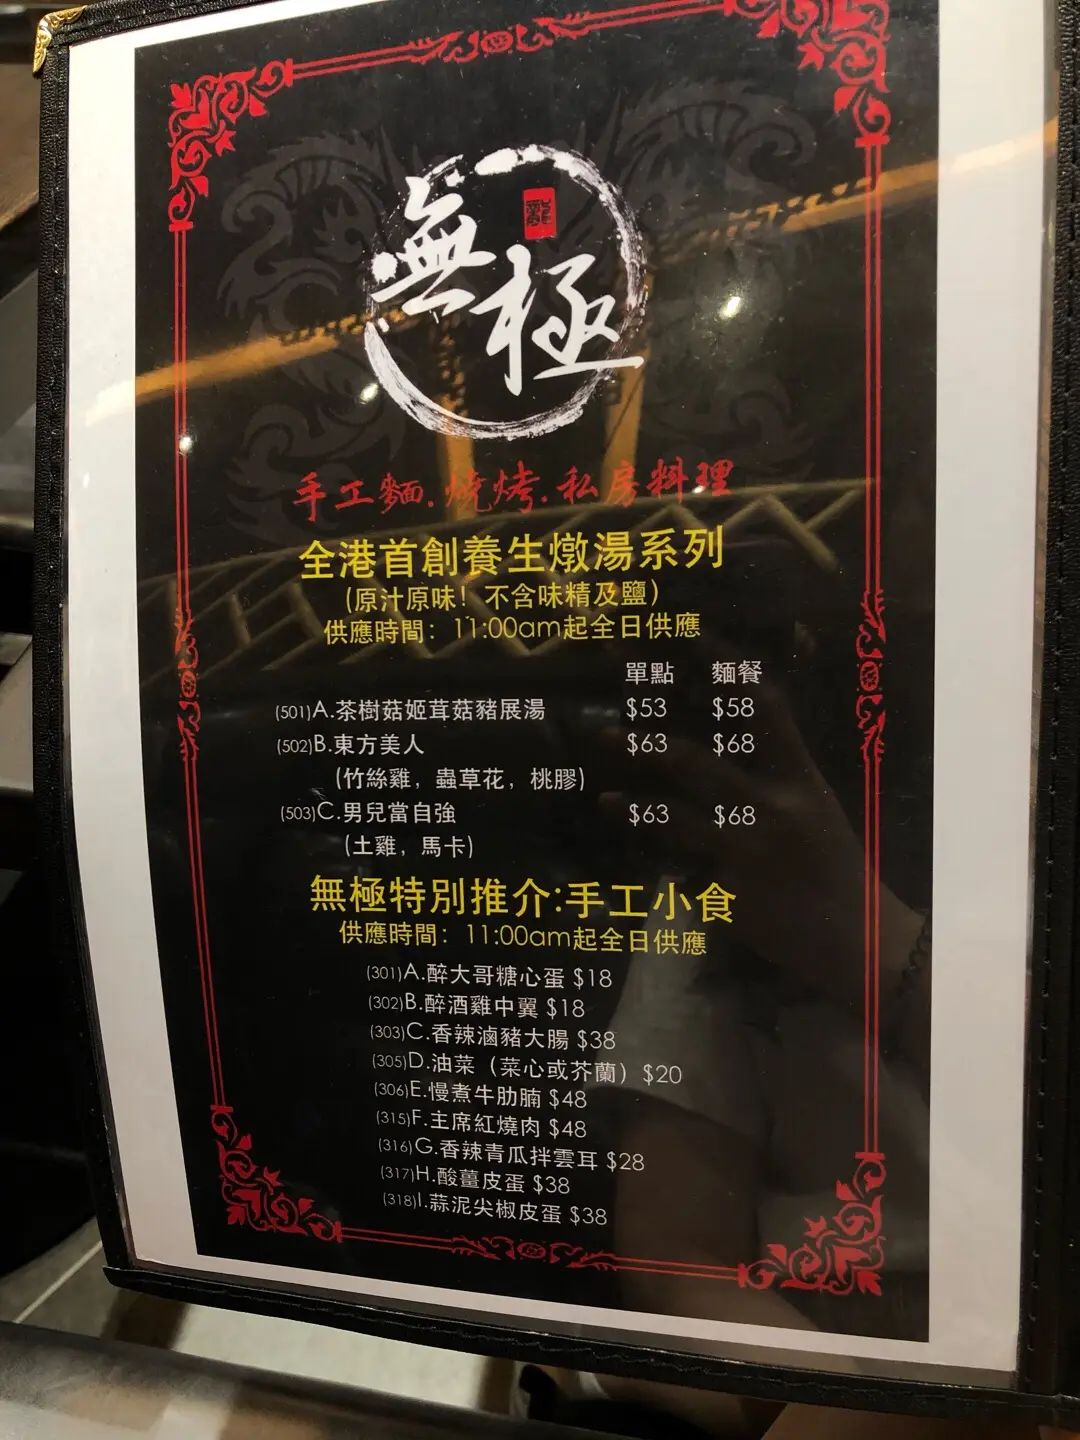 無極
龍
手工麵.燒烤.私房料理
全港首創養生燉湯系列
(原汁原味！不含味精及鹽)
供應時間：11:00am起全日供應
單點 麵餐
(501)A.茶樹菇姬茸菇豬展湯 $53 $58
(502)B.東方美人 $63 $68
(竹絲雞，蟲草花，桃膠)
(503)C.男兒當自強 $63 $68
(土雞，馬卡)
無極特別推介:手工小食
供應時間：11:00am起全日供應
(301)A.醉大哥糖心蛋 $18
(302)B.醉酒雞中翼 $18
(303)C.香辣滷豬大腸 $38
(305)D.油菜（菜心或芥蘭）$20
(306)E.慢煮牛肋腩 $48
(315)F.主席紅燒肉 $48
(316)G.香辣青瓜拌雲耳 $28
(317)H.酸薑皮蛋 $38
(318)I.蒜泥尖椒皮蛋 $38